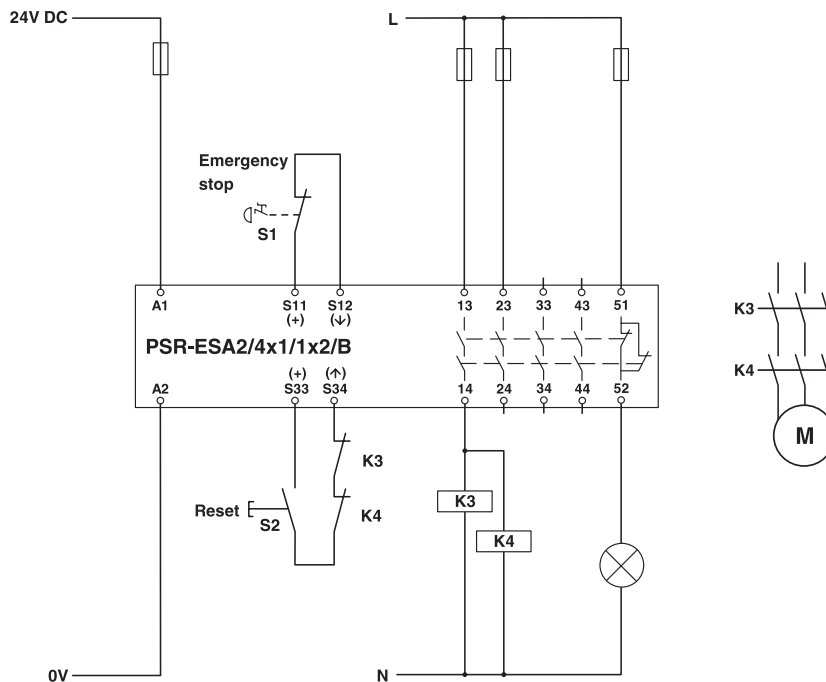 24V DC
L
Emergency
stop
S1
A1
S11
(+)
S12
(↓)
13
23
33
43
51
PSR-ESA2/4x1/1x2/B
A2
(+)
S33
(↑)
S34
14
24
34
44
52
K3
K4
M
K3
K4
Reset
S2
K3
K4
0V
N